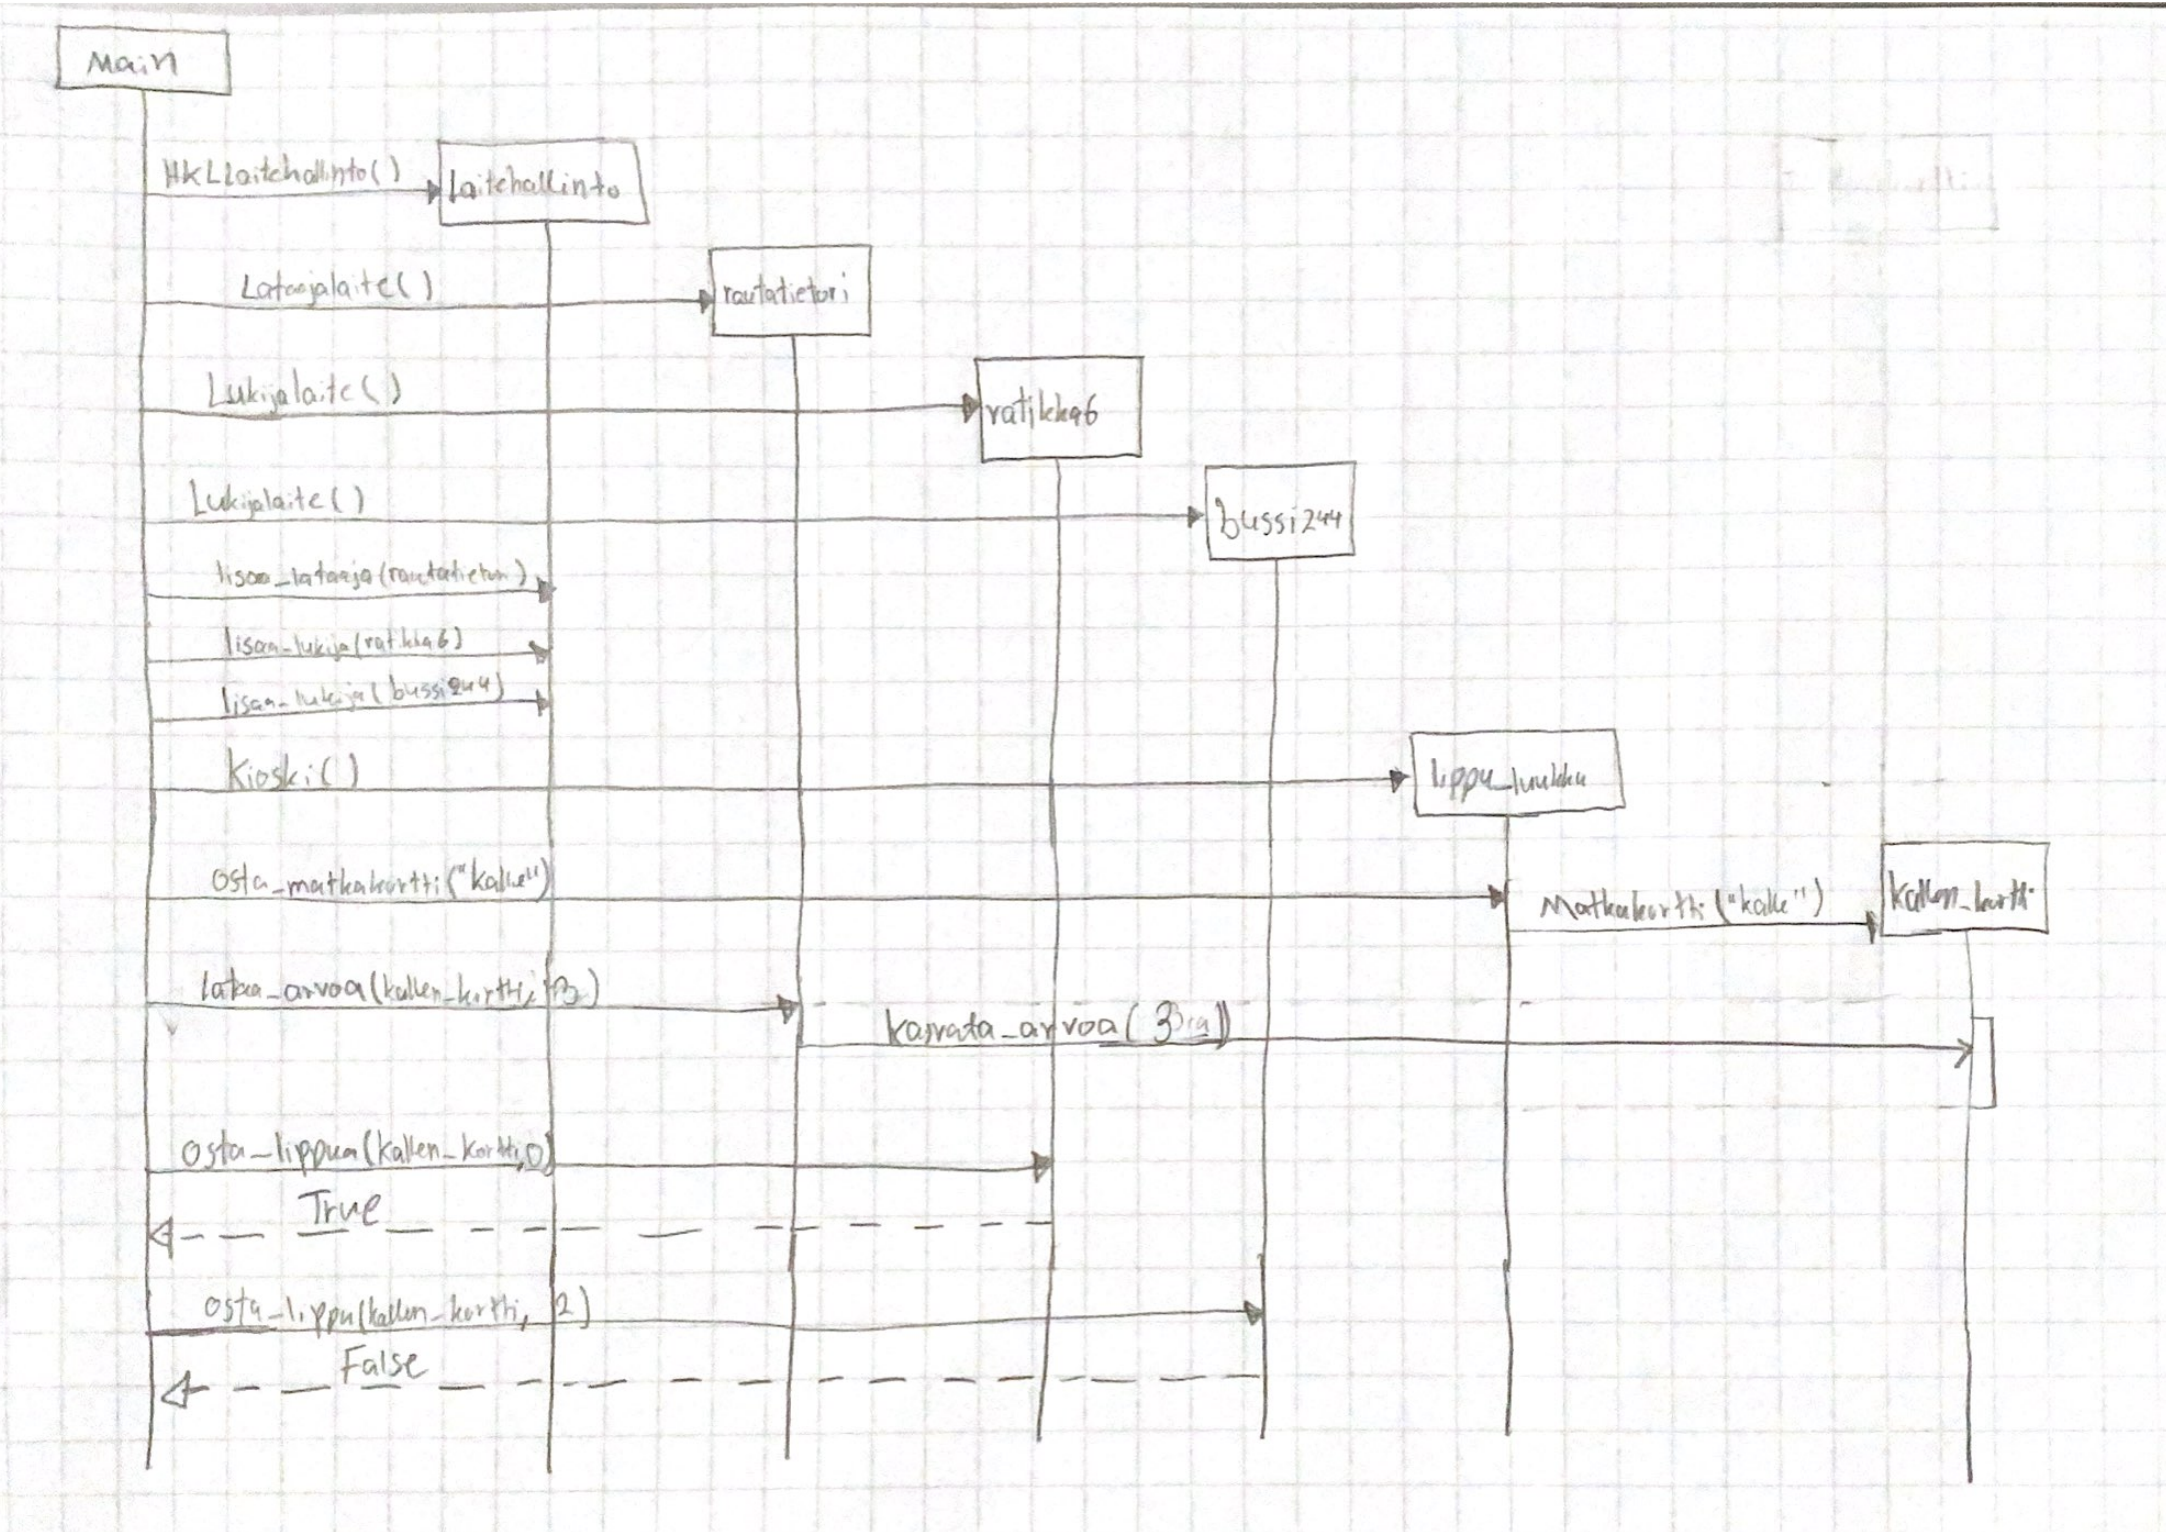 Main
HKLLaitehallinto()
laitehallinto
Lataajalaite()
rautatietori
Lukijalaite()
ratikka6
Lukijalaite()
bussi244
lisaa_lataaja(rautatietori)
lisaa_lukija(ratikka6)
lisaa_lukija(bussi244)
Kioski()
lippu_luukku
osta_matkakortti("kalle")
Matkakortti("kalle")
kallen_kortti
lataa_arvoa(kallen_kortti, 3)
kasvata_arvoa(3)
osta_lippua(kallen_kortti, 0)
True
osta_lippu(kallen_kortti, 2)
False